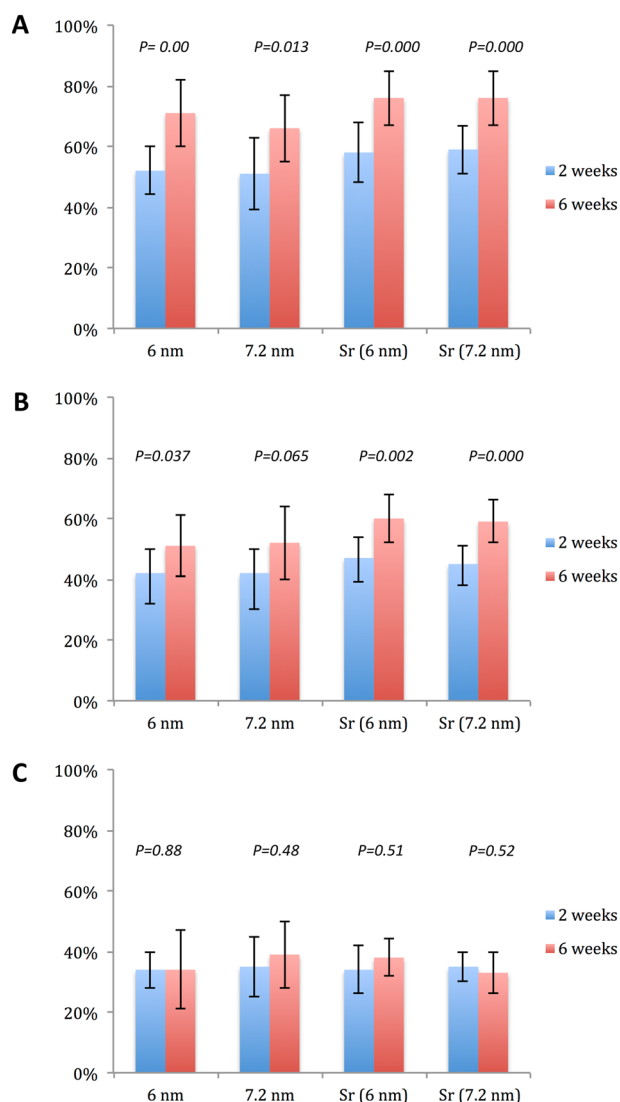 A
100%
P= 0.00 P=0.013 P=0.000 P=0.000
80%
60%
2 weeks
6 weeks
40%
20%
0%
6 nm 7.2 nm Sr (6 nm) Sr (7.2 nm)
B
100%
80%
P=0.037 P=0.065 P=0.002 P=0.000
60%
2 weeks
6 weeks
40%
20%
0%
6 nm 7.2 nm Sr (6 nm) Sr (7.2 nm)
C
100%
80%
P=0.88 P=0.48 P=0.51 P=0.52
60%
2 weeks
6 weeks
40%
20%
0%
6 nm 7.2 nm Sr (6 nm) Sr (7.2 nm)